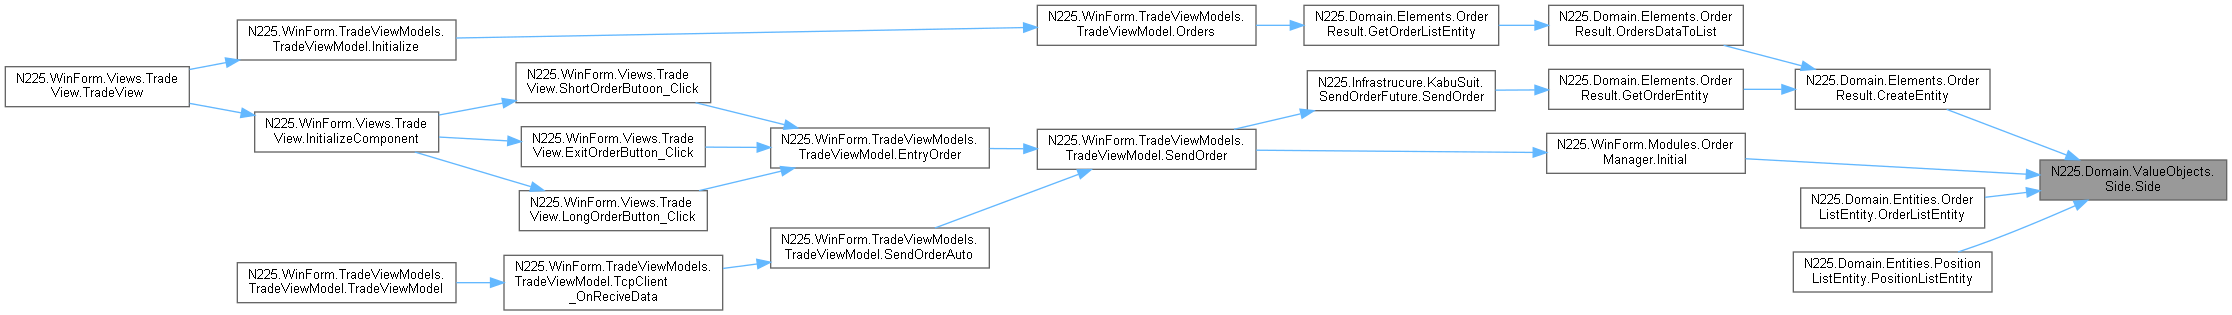 N225.WinForm.TradeViewModels.
TradeViewModel.Initialize
N225.WinForm.TradeViewModels.
TradeViewModel.Orders
N225.Domain.Elements.Order
Result.GetOrderListEntity
N225.Domain.Elements.Order
Result.OrdersDataToList
N225.WinForm.Views.Trade
View.TradeView
N225.WinForm.Views.Trade
View.ShortOrderButoon_Click
N225.Infrastrucure.KabuSuit.
SendOrderFuture.SendOrder
N225.Domain.Elements.Order
Result.GetOrderEntity
N225.Domain.Elements.Order
Result.CreateEntity
N225.WinForm.Views.Trade
View.InitializeComponent
N225.WinForm.Views.Trade
View.ExitOrderButton_Click
N225.WinForm.TradeViewModels.
TradeViewModel.EntryOrder
N225.WinForm.TradeViewModels.
TradeViewModel.SendOrder
N225.WinForm.Modules.Order
Manager.Initial
N225.Domain.ValueObjects.
Side.Side
N225.WinForm.Views.Trade
View.LongOrderButton_Click
N225.Domain.Entities.Order
ListEntity.OrderListEntity
N225.WinForm.TradeViewModels.
TradeViewModel.SendOrderAuto
N225.Domain.Entities.Position
ListEntity.PositionListEntity
N225.WinForm.TradeViewModels.
TradeViewModel.TradeViewModel
N225.WinForm.TradeViewModels.
TradeViewModel.TcpClient
_OnReciveData